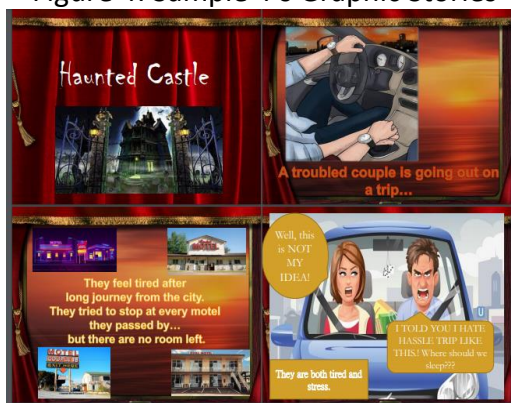 Haunted Castle
A troubled couple is going out on
a trip...
They feel tired after
long journey from the city.
They tried to stop at every motel
they passed by...
but there are no room left.
MOTEL
Well, this
is NOT
MY
IDEA!
I TOLD YOU I HATE
HASSLE TRIP LIKE
THIS! Where should we
sleep???
They are both tired and
stress.